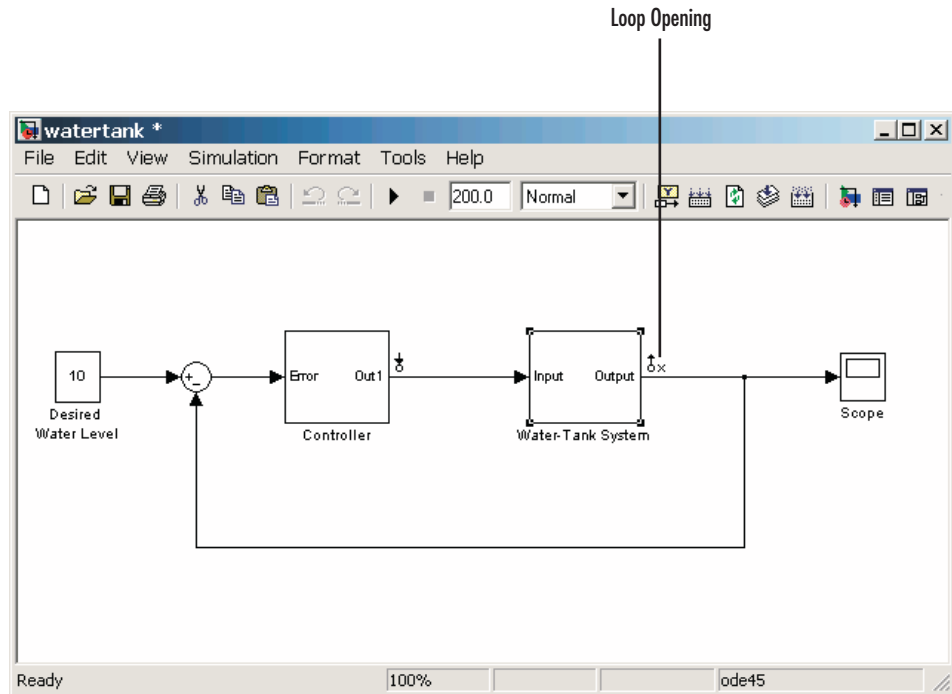 Loop Opening
watertank *
File Edit View Simulation Format Tools Help
200.0 Normal
10
Desired
Water Level
+
-
Error Out1
Controller
Input Output
x
Water-Tank System
Scope
Ready 100% ode45